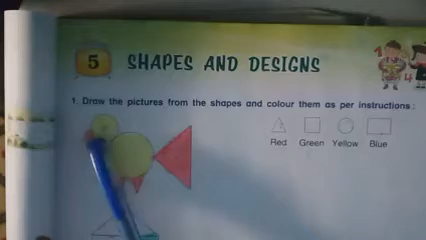 5 SHAPES AND DESIGNS
1. Draw the pictures from the shapes and colour them as per instructions :
Red Green Yellow Blue